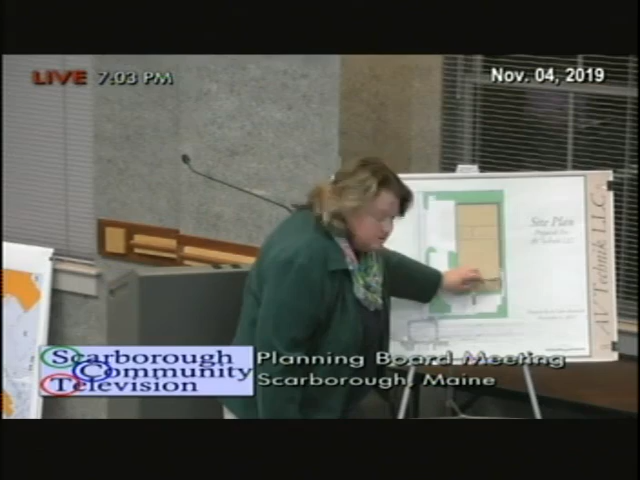 LIVE 7:03 PM
Nov. 04, 2019
Site Plan
AV Technik LLC.
Scarborough
Community
Television
Planning Board Meeting
Scarborough, Maine